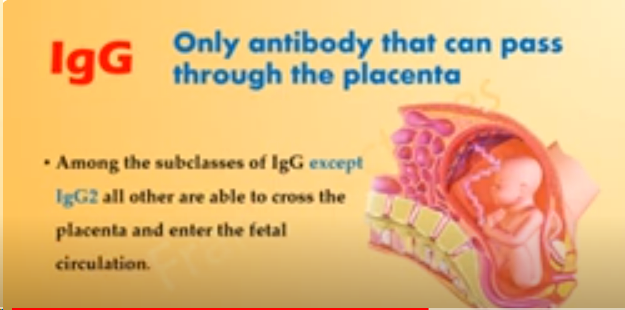 IgG
Only antibody that can pass
through the placenta
• Among the subclasses of IgG except
IgG2 all other are able to cross the
placenta and enter the fetal
circulation.